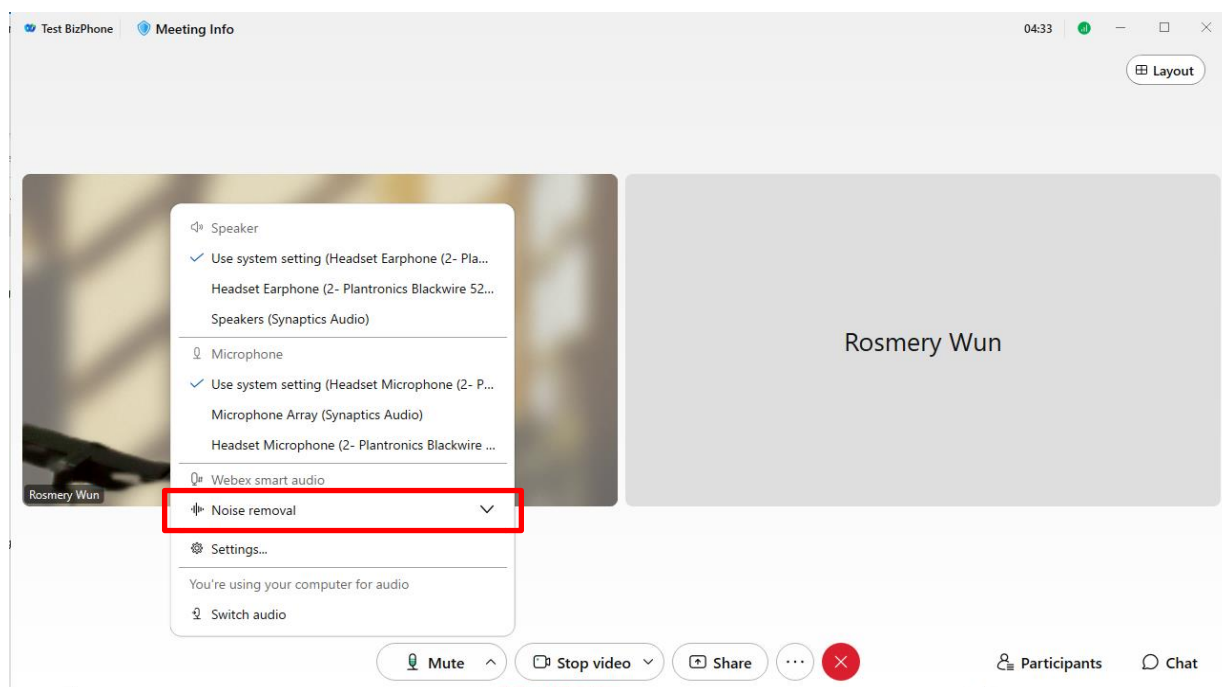 Test BizPhone
Meeting Info
04:33
Layout
Speaker
Use system setting (Headset Earphone (2- Pla...
Headset Earphone (2- Plantronics Blackwire 52...
Speakers (Synaptics Audio)
Microphone
Use system setting (Headset Microphone (2- P...
Microphone Array (Synaptics Audio)
Headset Microphone (2- Plantronics Blackwire ...
Webex smart audio
Noise removal
Settings...
You're using your computer for audio
Switch audio
Rosmery Wun
Rosmery Wun
Mute
Stop video
Share
Participants
Chat